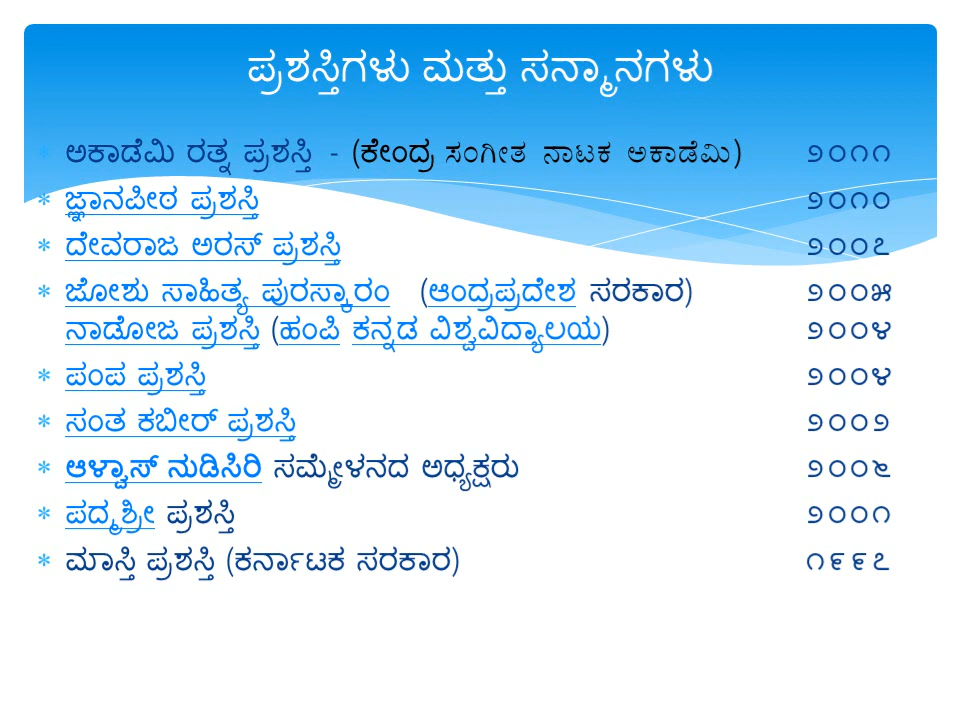 ಪ್ರಶಸ್ತಿಗಳು ಮತ್ತು ಸನ್ಮಾನಗಳು
* ಅಕಾಡೆಮಿ ರತ್ನ ಪ್ರಶಸ್ತಿ - (ಕೇಂದ್ರ ಸಂಗೀತ ನಾಟಕ ಅಕಾಡೆಮಿ) ೨೦೧೧
* ಜ್ಞಾನಪೀಠ ಪ್ರಶಸ್ತಿ ೨೦೧೦
* ದೇವರಾಜ ಅರಸ್ ಪ್ರಶಸ್ತಿ ೨೦೦೭
* ಜೋಶು ಸಾಹಿತ್ಯ ಪುರಸ್ಕಾರಂ (ಆಂದ್ರಪ್ರದೇಶ ಸರಕಾರ) ೨೦೦೫
ನಾಡೋಜ ಪ್ರಶಸ್ತಿ (ಹಂಪಿ ಕನ್ನಡ ವಿಶ್ವವಿದ್ಯಾಲಯ) ೨೦೦೪
* ಪಂಪ ಪ್ರಶಸ್ತಿ ೨೦೦೪
* ಸಂತ ಕಬೀರ್ ಪ್ರಶಸ್ತಿ ೨೦೦೨
* ಆಳ್ವಾಸ್ ನುಡಿಸಿರಿ ಸಮ್ಮೇಳನದ ಅಧ್ಯಕ್ಷರು ೨೦೦೬
* ಪದ್ಮಶ್ರೀ ಪ್ರಶಸ್ತಿ ೨೦೦೧
* ಮಾಸ್ತಿ ಪ್ರಶಸ್ತಿ (ಕರ್ನಾಟಕ ಸರಕಾರ) ೧೯೯೭